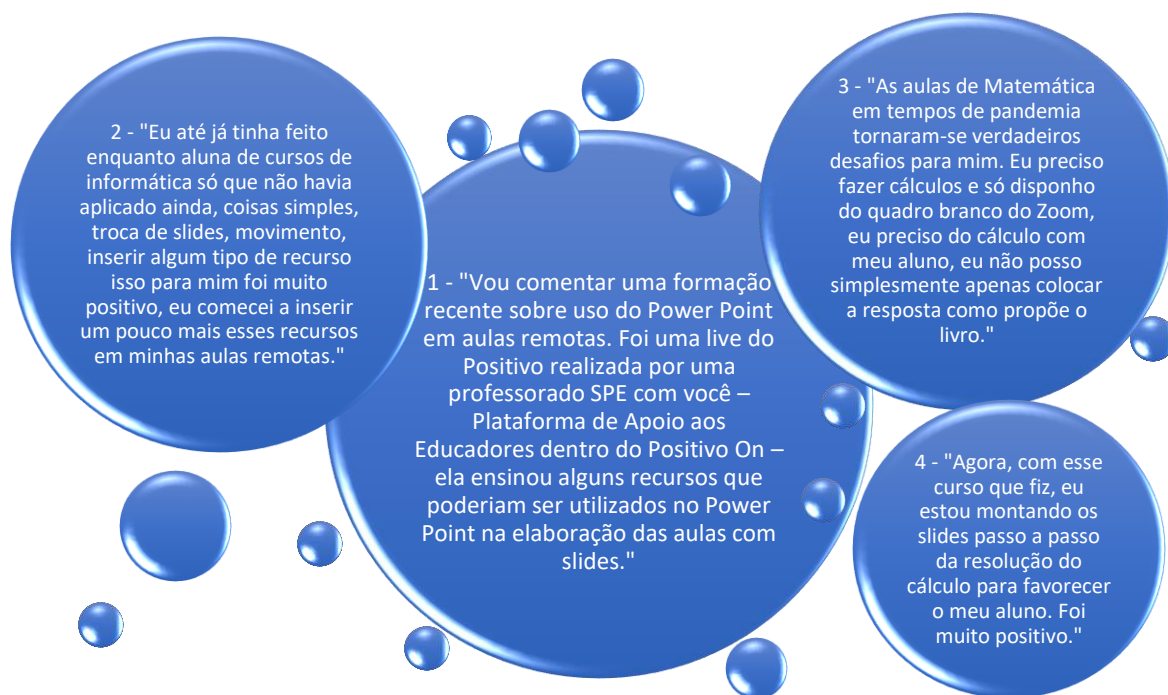 1 - "Vou comentar uma formação
recente sobre uso do Power Point
em aulas remotas. Foi uma live do
Positivo realizada por uma
professorado SPE com você –
Plataforma de Apoio aos
Educadores dentro do Positivo On –
ela ensinou alguns recursos que
poderiam ser utilizados no Power
Point na elaboração das aulas com
slides."
2 - "Eu até já tinha feito
enquanto aluna de cursos de
informática só que não havia
aplicado ainda, coisas simples,
troca de slides, movimento,
inserir algum tipo de recurso
isso para mim foi muito
positivo, eu comecei a inserir
um pouco mais esses recursos
em minhas aulas remotas."
3 - "As aulas de Matemática
em tempos de pandemia
tornaram-se verdadeiros
desafios para mim. Eu preciso
fazer cálculos e só disponho
do quadro branco do Zoom,
eu preciso do cálculo com
meu aluno, eu não posso
simplesmente apenas colocar
a resposta como propõe o
livro."
4 - "Agora, com esse
curso que fiz, eu
estou montando os
slides passo a passo
da resolução do
cálculo para favorecer
o meu aluno. Foi
muito positivo."